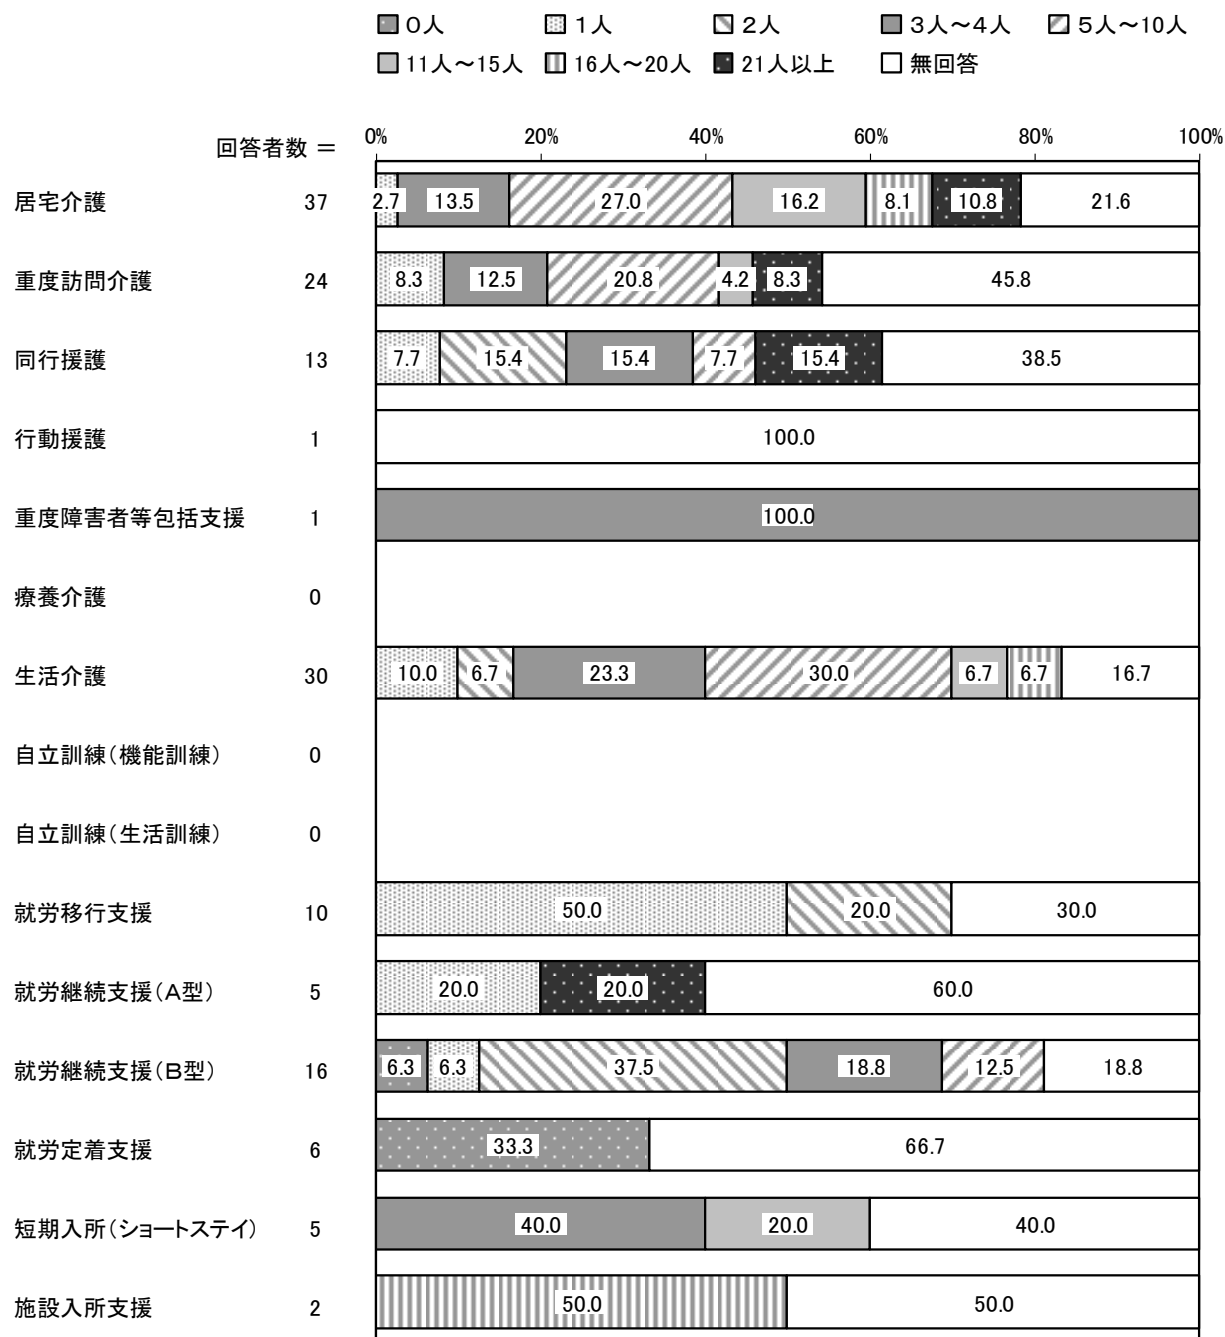 ０人 １人 ２人 ３人～４人 ５人～10人
11人～15人 16人～20人 21人以上 無回答
回答者数 ＝ 0% 20% 40% 60% 80% 100%
居宅介護 37 2.7 13.5 27.0 16.2 8.1 10.8 21.6
重度訪問介護 24 8.3 12.5 20.8 4.2 8.3 45.8
同行援護 13 7.7 15.4 15.4 7.7 15.4 38.5
行動援護 1 100.0
重度障害者等包括支援 1 100.0
療養介護 0
生活介護 30 10.0 6.7 23.3 30.0 6.7 6.7 16.7
自立訓練（機能訓練） 0
自立訓練（生活訓練） 0
就労移行支援 10 50.0 20.0 30.0
就労継続支援（Ａ型） 5 20.0 20.0 60.0
就労継続支援（Ｂ型） 16 6.3 6.3 37.5 18.8 12.5 18.8
就労定着支援 6 33.3 66.7
短期入所（ショートステイ） 5 40.0 20.0 40.0
施設入所支援 2 50.0 50.0